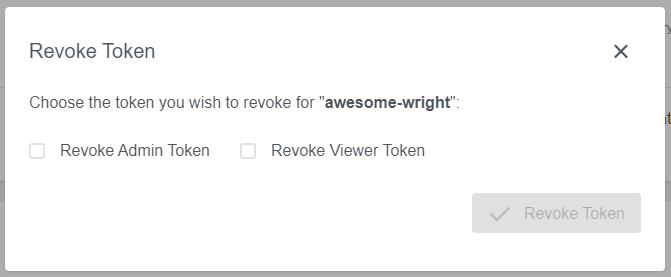 Revoke Token
Choose the token you wish to revoke for "awesome-wright":
Revoke Admin Token
Revoke Viewer Token
Revoke Token